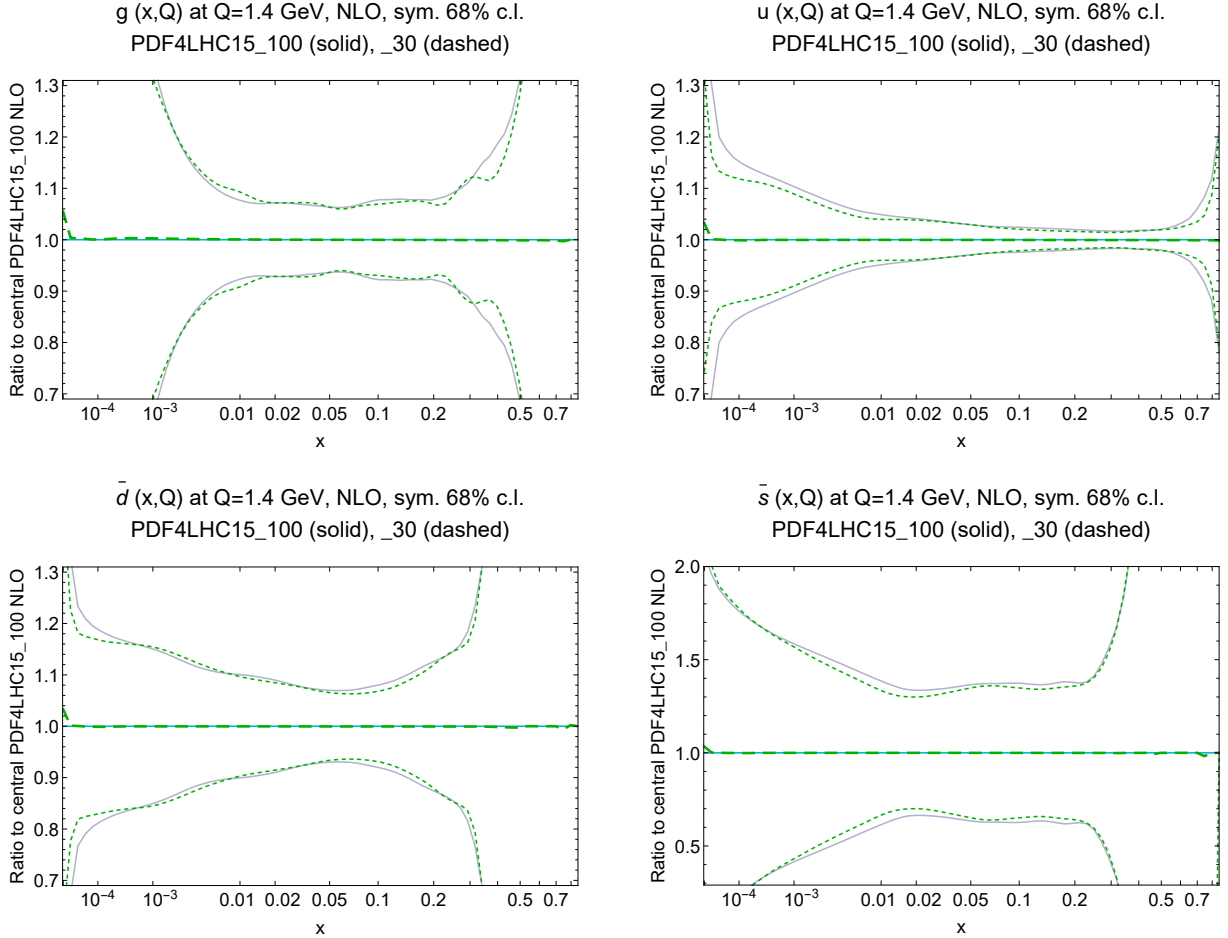 g (x,Q) at Q=1.4 GeV, NLO, sym. 68% c.l.
PDF4LHC15_100 (solid), _30 (dashed)
Ratio to central PDF4LHC15_100 NLO
1.3
1.2
1.1
1.0
0.9
0.8
0.7
10⁻⁴ 10⁻³ 0.01 0.02 0.05 0.1 0.2 0.5 0.7
x
u (x,Q) at Q=1.4 GeV, NLO, sym. 68% c.l.
PDF4LHC15_100 (solid), _30 (dashed)
Ratio to central PDF4LHC15_100 NLO
1.3
1.2
1.1
1.0
0.9
0.8
0.7
10⁻⁴ 10⁻³ 0.01 0.02 0.05 0.1 0.2 0.5 0.7
x
d̄ (x,Q) at Q=1.4 GeV, NLO, sym. 68% c.l.
PDF4LHC15_100 (solid), _30 (dashed)
Ratio to central PDF4LHC15_100 NLO
1.3
1.2
1.1
1.0
0.9
0.8
0.7
10⁻⁴ 10⁻³ 0.01 0.02 0.05 0.1 0.2 0.5 0.7
x
s̄ (x,Q) at Q=1.4 GeV, NLO, sym. 68% c.l.
PDF4LHC15_100 (solid), _30 (dashed)
Ratio to central PDF4LHC15_100 NLO
2.0
1.5
1.0
0.5
10⁻⁴ 10⁻³ 0.01 0.02 0.05 0.1 0.2 0.5 0.7
x